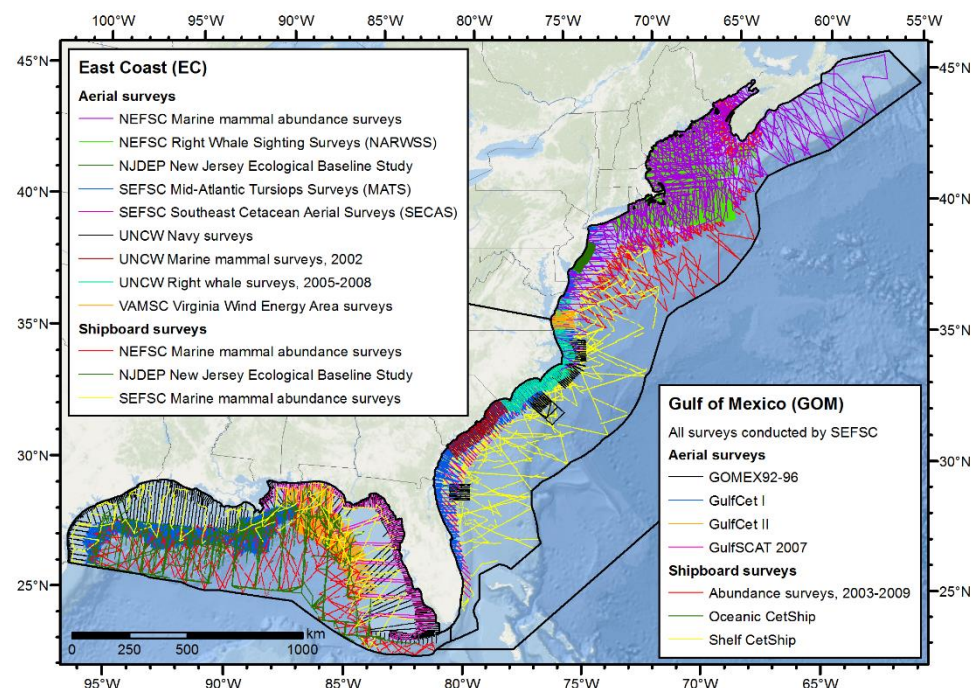 100°W 95°W 90°W 85°W 80°W 75°W 70°W 65°W 60°W 55°W
45°N
40°N
35°N
30°N
25°N
45°N
40°N
35°N
30°N
25°N
East Coast (EC)
Aerial surveys
NEFSC Marine mammal abundance surveys
NEFSC Right Whale Sighting Surveys (NARWSS)
NJDEP New Jersey Ecological Baseline Study
SEFSC Mid-Atlantic Tursiops Surveys (MATS)
SEFSC Southeast Cetacean Aerial Surveys (SECAS)
UNCW Navy surveys
UNCW Marine mammal surveys, 2002
UNCW Right whale surveys, 2005-2008
VAMSC Virginia Wind Energy Area surveys
Shipboard surveys
NEFSC Marine mammal abundance surveys
NJDEP New Jersey Ecological Baseline Study
SEFSC Marine mammal abundance surveys
Gulf of Mexico (GOM)
All surveys conducted by SEFSC
Aerial surveys
GOMEX92-96
GulfCet I
GulfCet II
GulfSCAT 2007
Shipboard surveys
Abundance surveys, 2003-2009
Oceanic CetShip
Shelf CetShip
km
0 250 500 1000
95°W 90°W 85°W 80°W 75°W 70°W 65°W